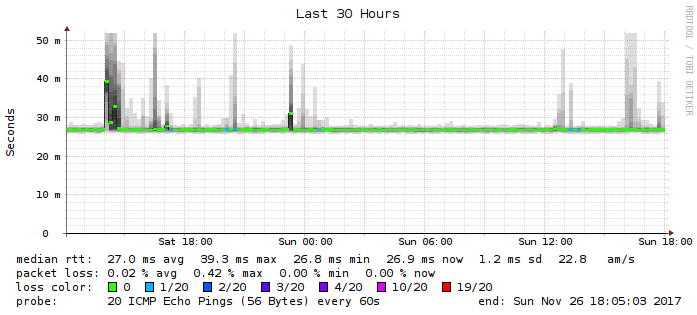 Last 30 Hours
RRDTOOL / TOBI OETIKER
Seconds
50 m
40 m
30 m
20 m
10 m
0
Sat 18:00 Sun 00:00 Sun 06:00 Sun 12:00 Sun 18:00
median rtt: 27.0 ms avg 39.3 ms max 26.8 ms min 26.9 ms now 1.2 ms sd 22.8 am/s
packet loss: 0.02 % avg 0.42 % max 0.00 % min 0.00 % now
loss color: 0 1/20 2/20 3/20 4/20 10/20 19/20
probe: 20 ICMP Echo Pings (56 Bytes) every 60s end: Sun Nov 26 18:05:03 2017